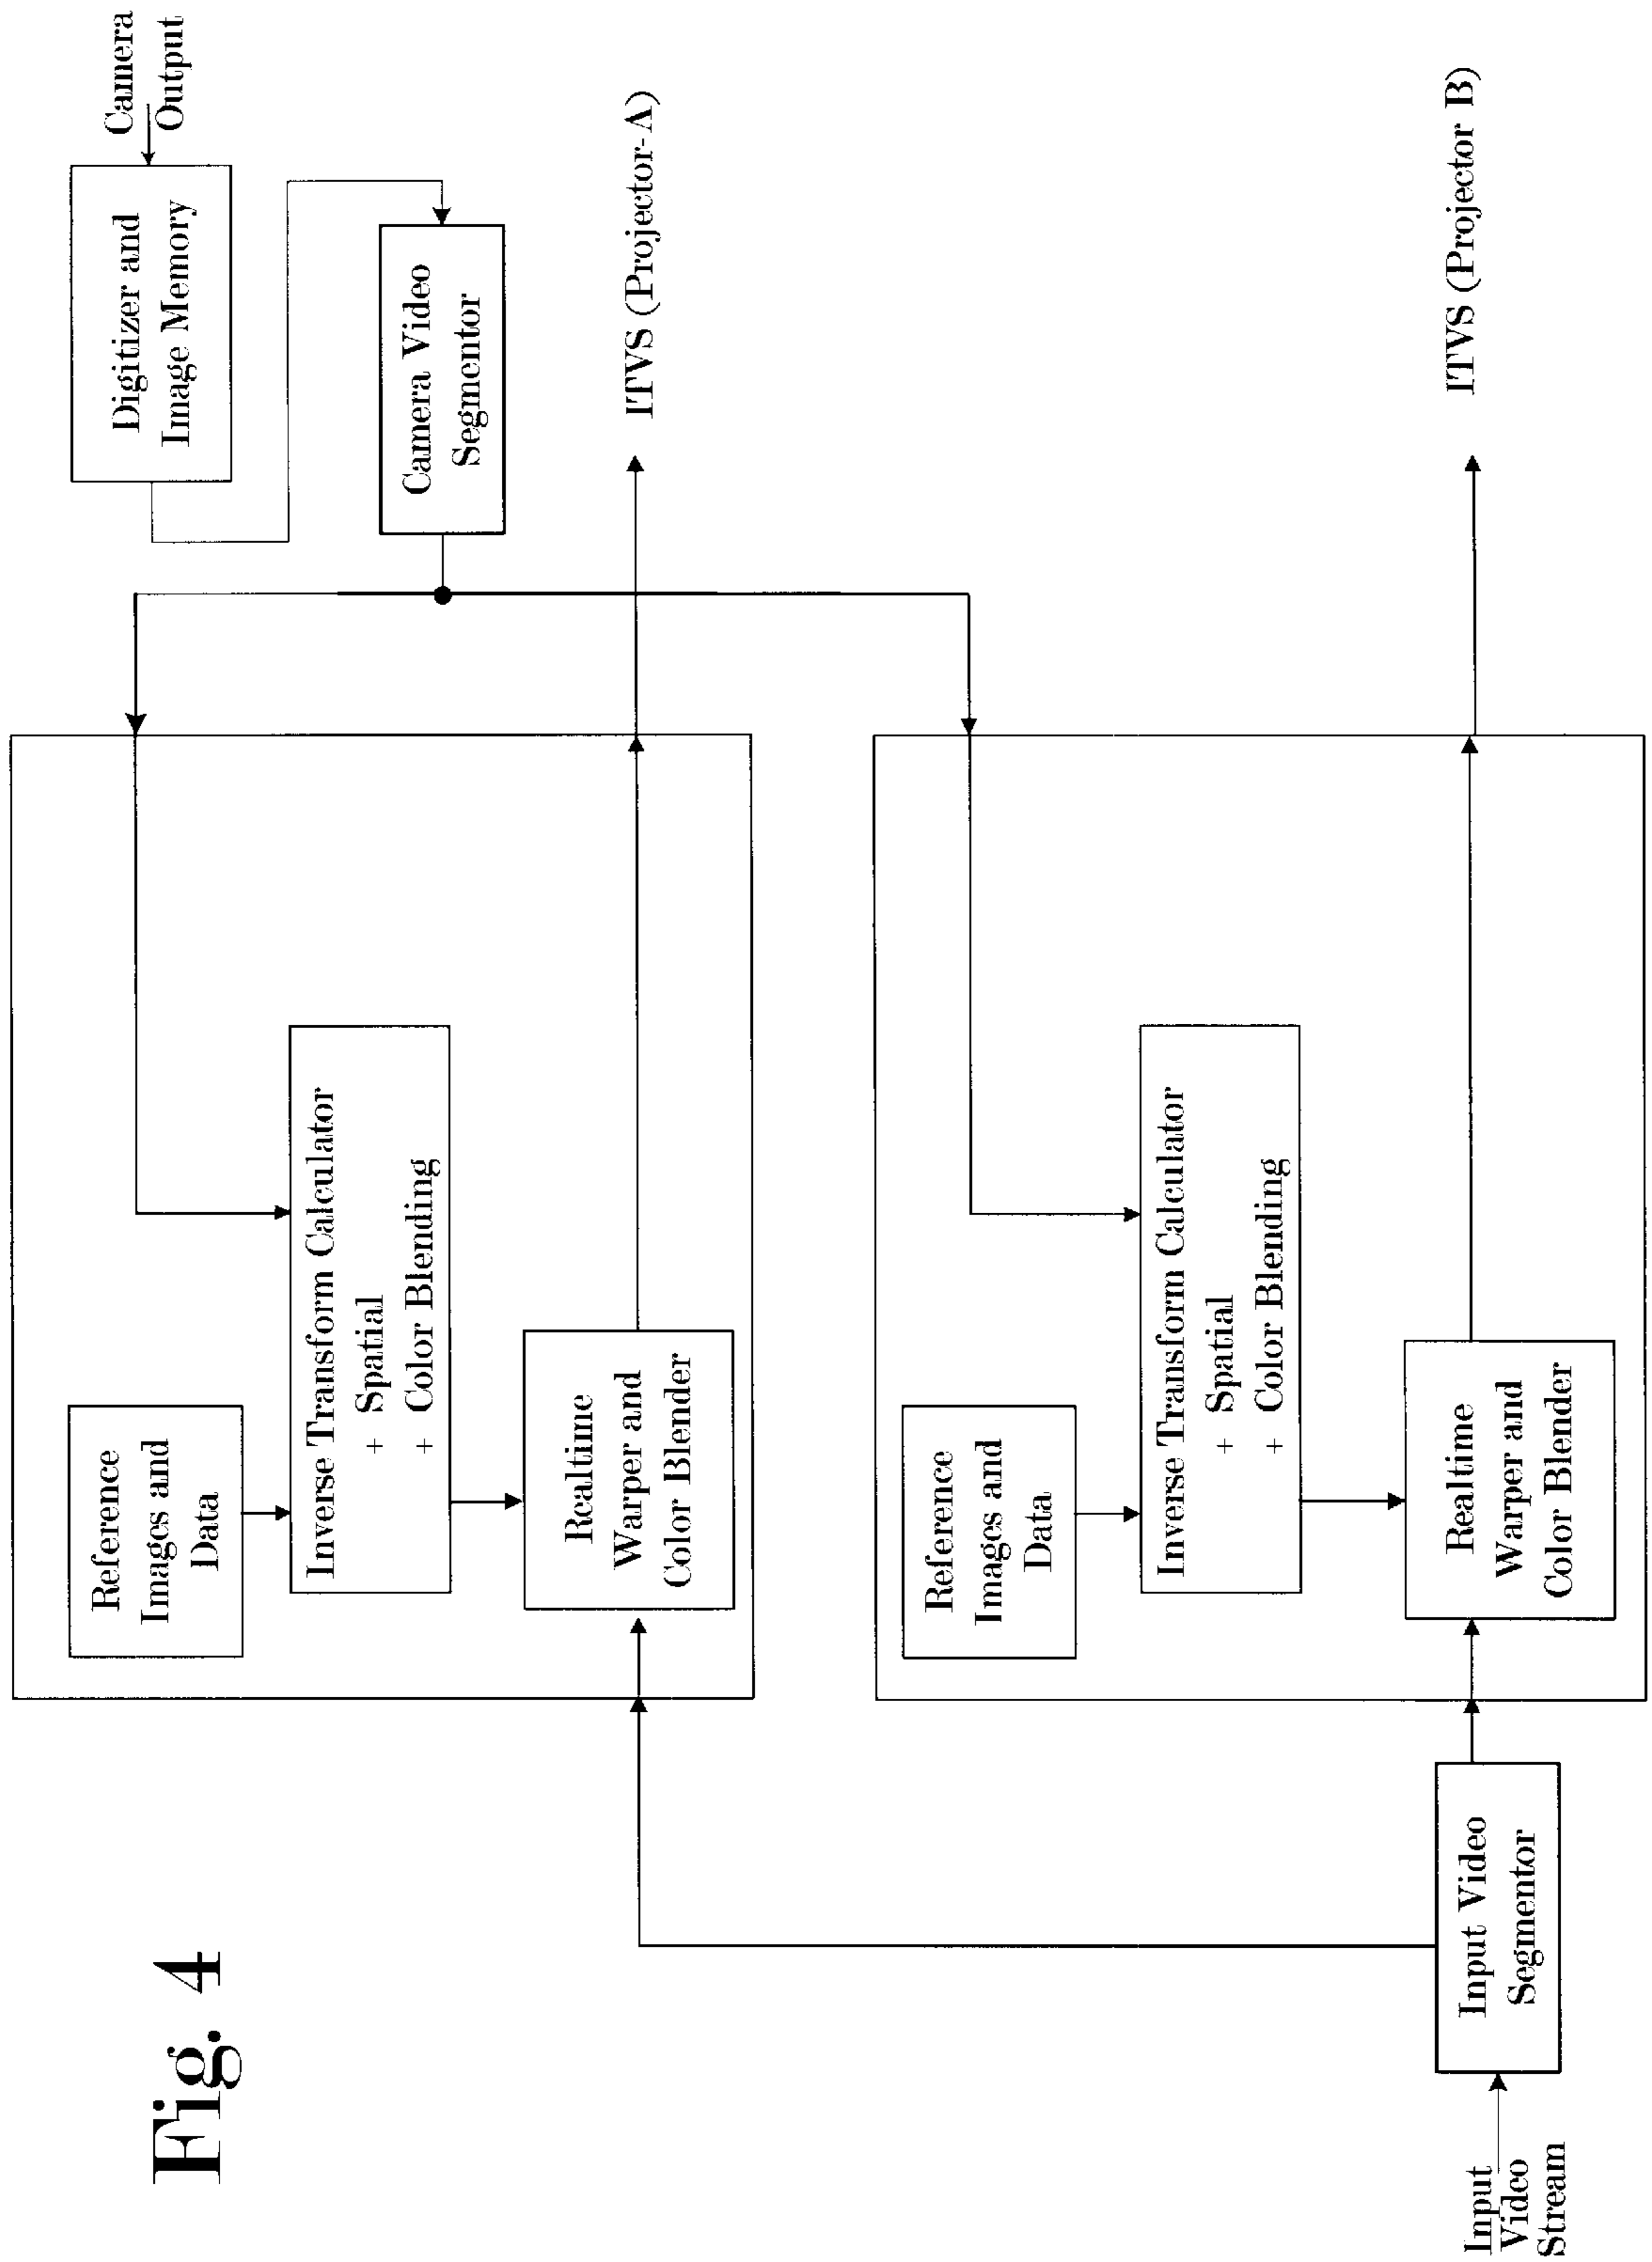 Fig. 4
Camera
Output
Digitizer and
Image Memory
Camera Video
Segmentor
Reference
Images and
Data
Inverse Transform Calculator
+ Spatial
+ Color Blending
Realtime
Warper and
Color Blender
ITVS (Projector-A)
Reference
Images and
Data
Inverse Transform Calculator
+ Spatial
+ Color Blending
Realtime
Warper and
Color Blender
ITVS (Projector B)
Input Video
Segmentor
Input
Video
Stream